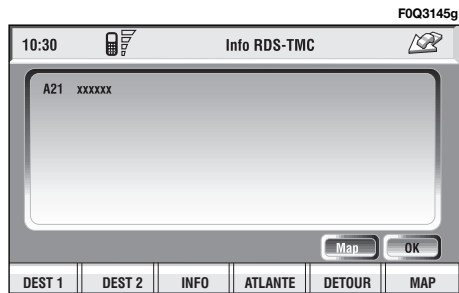 F0Q3145g
10:30 Info RDS-TMC
A21 xxxxxx
Map OK
DEST 1 DEST 2 INFO ATLANTE DETOUR MAP